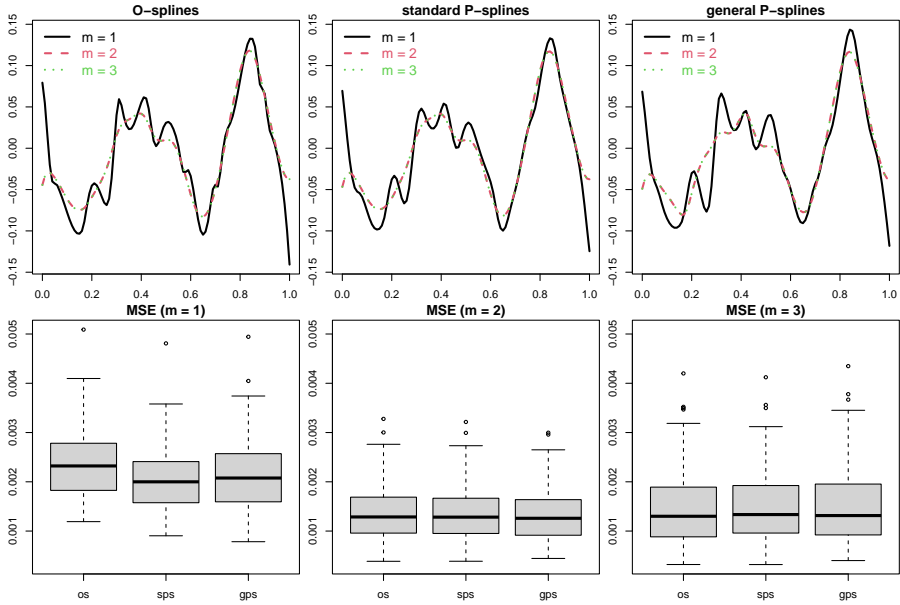 O−splines
standard P−splines
general P−splines
m = 1
m = 2
m = 3
m = 1
m = 2
m = 3
m = 1
m = 2
m = 3
0.15
0.10
0.05
0.00
−0.05
−0.10
−0.15
0.15
0.10
0.05
0.00
−0.05
−0.10
−0.15
0.15
0.10
0.05
0.00
−0.05
−0.10
−0.15
0.0 0.2 0.4 0.6 0.8 1.0
0.0 0.2 0.4 0.6 0.8 1.0
0.0 0.2 0.4 0.6 0.8 1.0
MSE (m = 1)
MSE (m = 2)
MSE (m = 3)
0.005
0.004
0.003
0.002
0.001
0.005
0.004
0.003
0.002
0.001
0.005
0.004
0.003
0.002
0.001
os sps gps
os sps gps
os sps gps